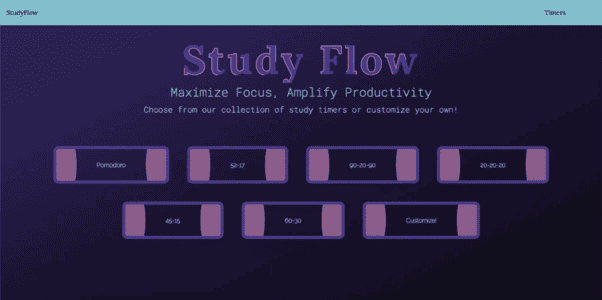 StudyFlow Timers
Study Flow
Maximize Focus, Amplify Productivity
Choose from our collection of study timers or customize your own!
Pomodoro 52-17 90-20-90 20-20-20
45-15 60-30 Customize!